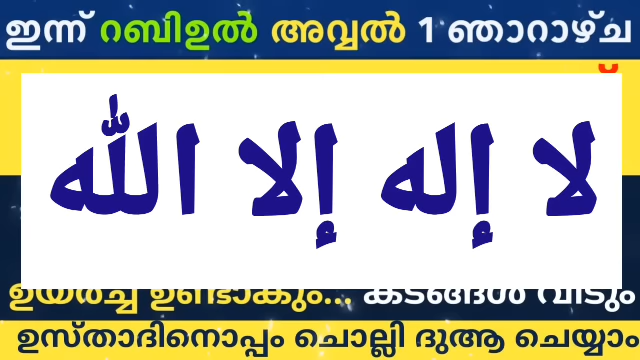 ഇന്ന് റബിഉൽ അവ്വൽ 1 ഞാറാഴ്ച
لا إله إلا الله
ഉയർച്ച ഉണ്ടാകും... കടങ്ങൾ വീടും
ഉസ്താദിനൊപ്പം ചൊല്ലി ദുആ ചെയ്യാം